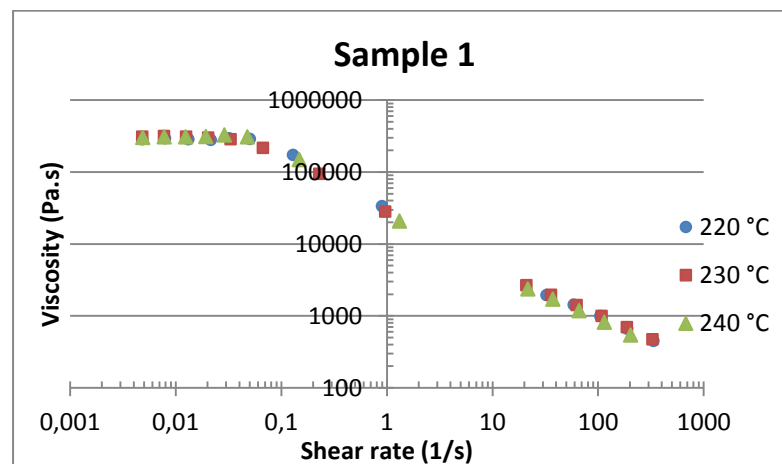 Sample 1
Viscosity (Pa.s)
1000000
100000
10000
1000
100
0,001 0,01 0,1 1 10 100 1000
Shear rate (1/s)
220 °C
230 °C
240 °C